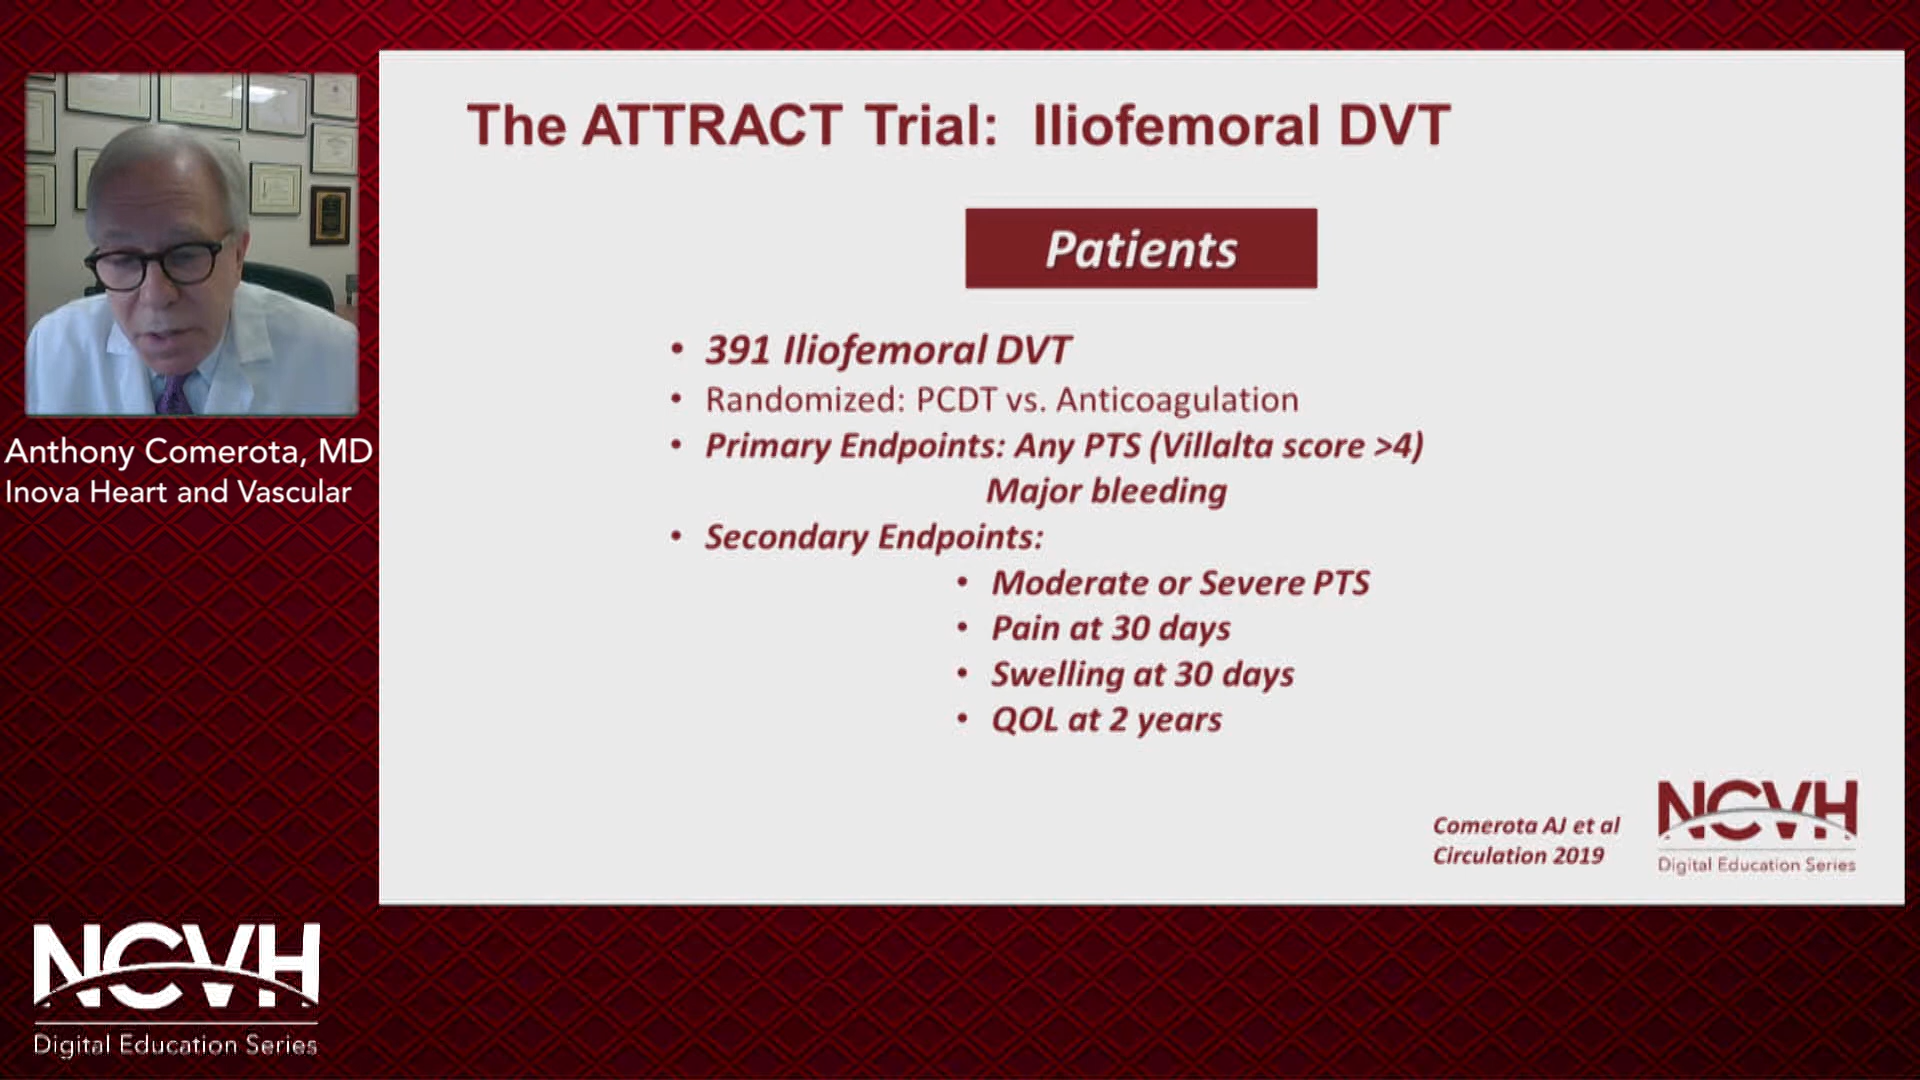 The ATTRACT Trial: Iliofemoral DVT
Patients
• 391 Iliofemoral DVT
• Randomized: PCDT vs. Anticoagulation
• Primary Endpoints: Any PTS (Villalta score >4)
Major bleeding
• Secondary Endpoints:
• Moderate or Severe PTS
• Pain at 30 days
• Swelling at 30 days
• QOL at 2 years
Comerota AJ et al
Circulation 2019
NCVH
Digital Education Series
Anthony Comerota, MD
Inova Heart and Vascular
NCVH
Digital Education Series